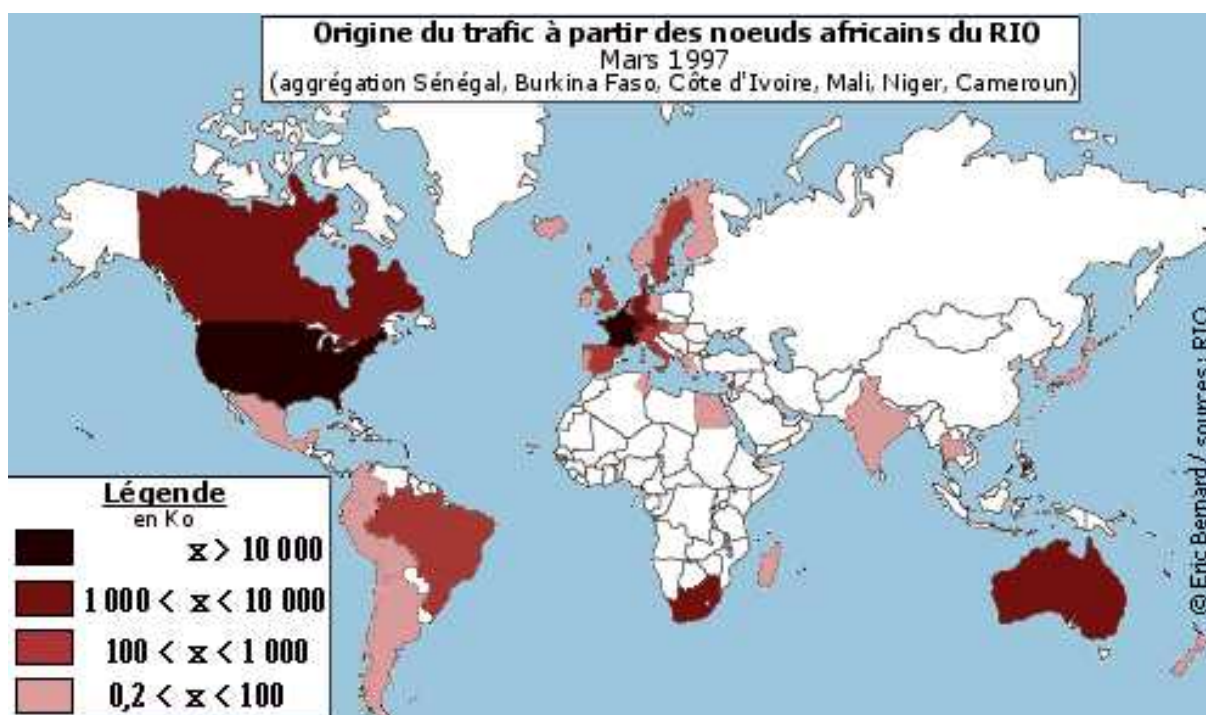 Origine du trafic à partir des noeuds africains du RIO
Mars 1997
(aggrégation Sénégal, Burkina Faso, Côte d'Ivoire, Mali, Niger, Cameroun)
Légende
en Ko
x > 10 000
1 000 < x < 10 000
100 < x < 1 000
0,2 < x < 100
© Eric Bernard / sources : RIO